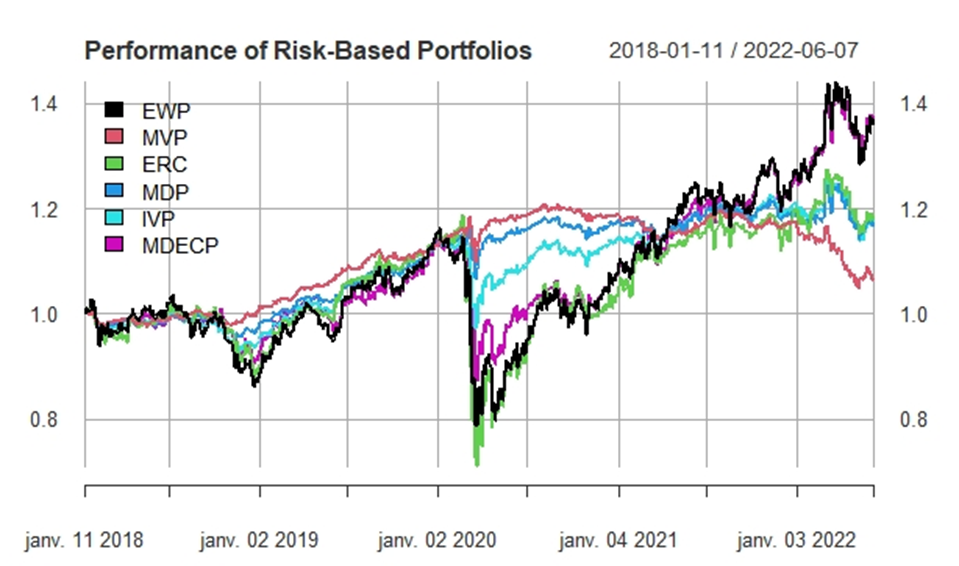 Performance of Risk-Based Portfolios 2018-01-11 / 2022-06-07
1.4 1.4
EWP
MVP
ERC
MDP
IVP
MDECP
1.2 1.2
1.0 1.0
0.8 0.8
janv. 11 2018 janv. 02 2019 janv. 02 2020 janv. 04 2021 janv. 03 2022